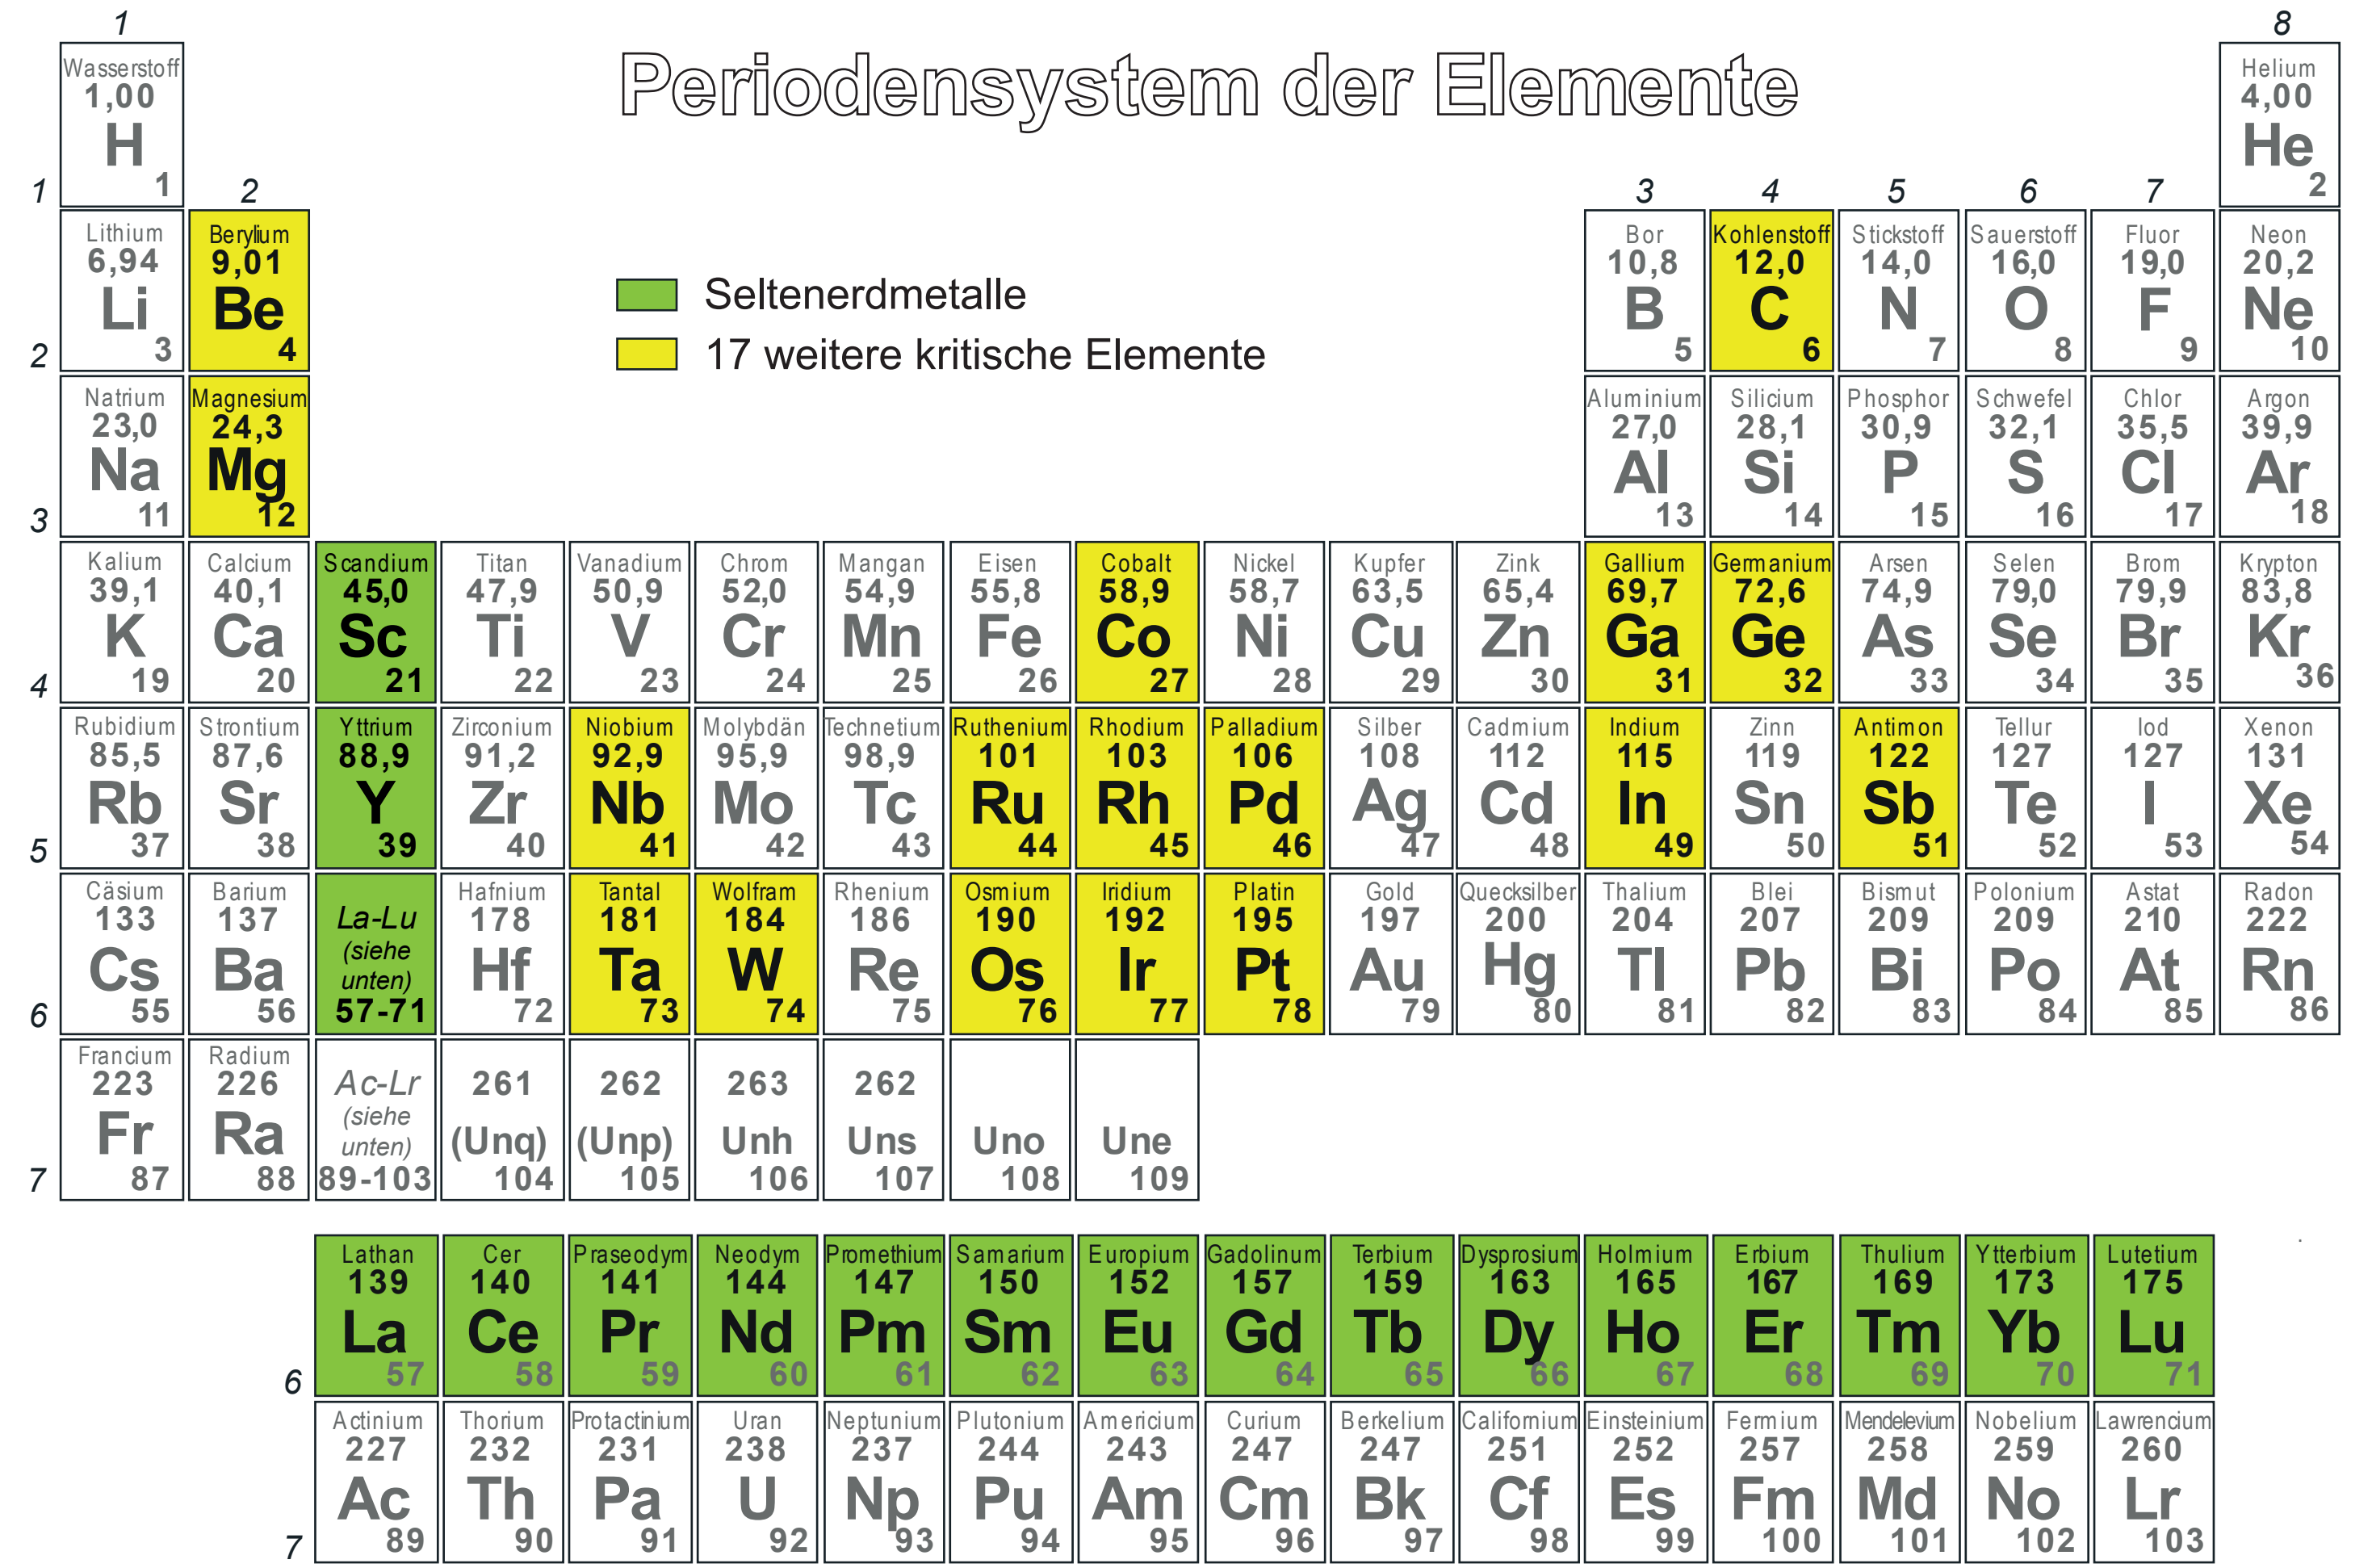 1
8
Periodensystem der Elemente
Wasserstoff
1,00
H
1
Helium
4,00
He
2
1
2
3
4
5
6
7
Seltenerdmetalle
17 weitere kritische Elemente
Lithium
6,94
Li
3
Berylium
9,01
Be
4
Bor
10,8
B
5
Kohlenstoff
12,0
C
6
Stickstoff
14,0
N
7
Sauerstoff
16,0
O
8
Fluor
19,0
F
9
Neon
20,2
Ne
10
2
Natrium
23,0
Na
11
Magnesium
24,3
Mg
12
Aluminium
27,0
Al
13
Silicium
28,1
Si
14
Phosphor
30,9
P
15
Schwefel
32,1
S
16
Chlor
35,5
Cl
17
Argon
39,9
Ar
18
3
Kalium
39,1
K
19
Calcium
40,1
Ca
20
Scandium
45,0
Sc
21
Titan
47,9
Ti
22
Vanadium
50,9
V
23
Chrom
52,0
Cr
24
Mangan
54,9
Mn
25
Eisen
55,8
Fe
26
Cobalt
58,9
Co
27
Nickel
58,7
Ni
28
Kupfer
63,5
Cu
29
Zink
65,4
Zn
30
Gallium
69,7
Ga
31
Germanium
72,6
Ge
32
Arsen
74,9
As
33
Selen
79,0
Se
34
Brom
79,9
Br
35
Krypton
83,8
Kr
36
4
Rubidium
85,5
Rb
37
Strontium
87,6
Sr
38
Yttrium
88,9
Y
39
Zirconium
91,2
Zr
40
Niobium
92,9
Nb
41
Molybdän
95,9
Mo
42
Technetium
98,9
Tc
43
Ruthenium
101
Ru
44
Rhodium
103
Rh
45
Palladium
106
Pd
46
Silber
108
Ag
47
Cadmium
112
Cd
48
Indium
115
In
49
Zinn
119
Sn
50
Antimon
122
Sb
51
Tellur
127
Te
52
Iod
127
I
53
Xenon
131
Xe
54
5
Cäsium
133
Cs
55
Barium
137
Ba
56
La-Lu
(siehe
unten)
57-71
Hafnium
178
Hf
72
Tantal
181
Ta
73
Wolfram
184
W
74
Rhenium
186
Re
75
Osmium
190
Os
76
Iridium
192
Ir
77
Platin
195
Pt
78
Gold
197
Au
79
Quecksilber
200
Hg
80
Thalium
204
Tl
81
Blei
207
Pb
82
Bismut
209
Bi
83
Polonium
209
Po
84
Astat
210
At
85
Radon
222
Rn
86
6
Francium
223
Fr
87
Radium
226
Ra
88
Ac-Lr
(siehe
unten)
89-103
261
(Unq)
104
262
(Unp)
105
263
Unh
106
262
Uns
107
Uno
108
Une
109
7
Lathan
139
La
57
Cer
140
Ce
58
Praseodym
141
Pr
59
Neodym
144
Nd
60
Promethium
147
Pm
61
Samarium
150
Sm
62
Europium
152
Eu
63
Gadolinum
157
Gd
64
Terbium
159
Tb
65
Dysprosium
163
Dy
66
Holmium
165
Ho
67
Erbium
167
Er
68
Thulium
169
Tm
69
Ytterbium
173
Yb
70
Lutetium
175
Lu
71
6
Actinium
227
Ac
89
Thorium
232
Th
90
Protactinium
231
Pa
91
Uran
238
U
92
Neptunium
237
Np
93
Plutonium
244
Pu
94
Americium
243
Am
95
Curium
247
Cm
96
Berkelium
247
Bk
97
Californium
251
Cf
98
Einsteinium
252
Es
99
Fermium
257
Fm
100
Mendelevium
258
Md
101
Nobelium
259
No
102
Lawrencium
260
Lr
103
7